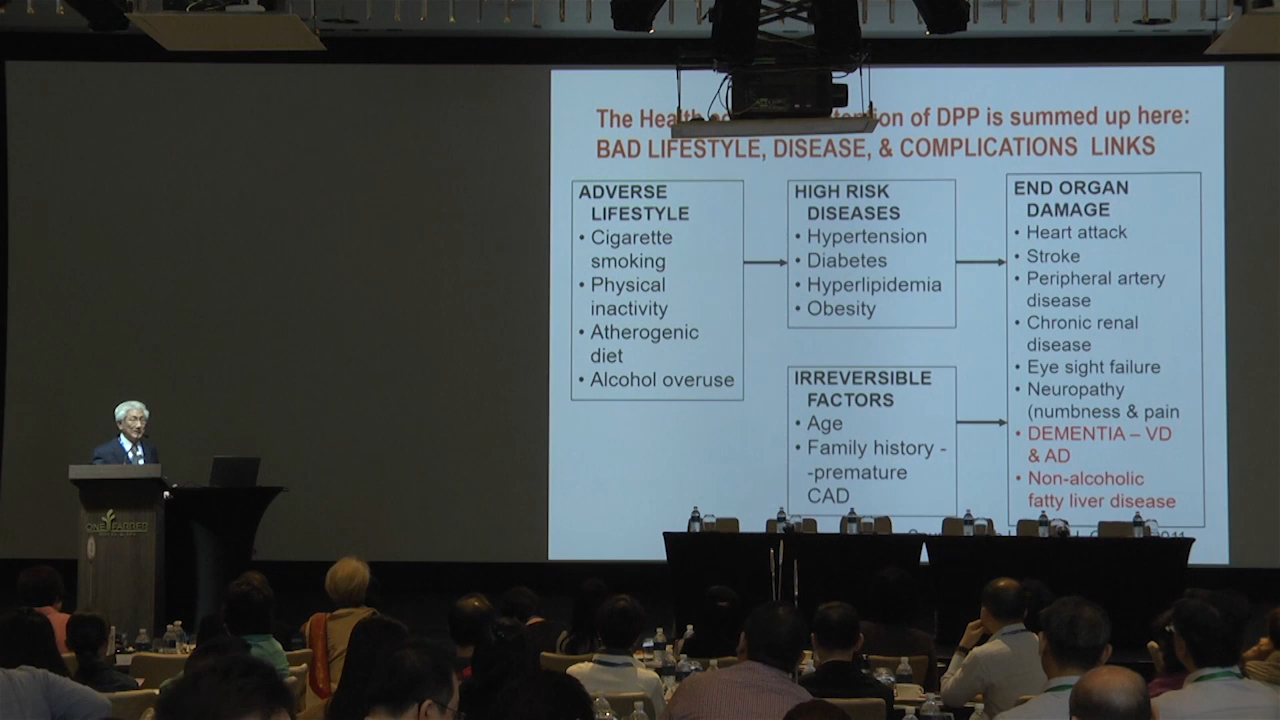 The Heal tention of DPP is summed up here:
BAD LIFESTYLE, DISEASE, & COMPLICATIONS LINKS
ADVERSE
LIFESTYLE
• Cigarette
smoking
• Physical
inactivity
• Atherogenic
diet
• Alcohol overuse
HIGH RISK
DISEASES
• Hypertension
• Diabetes
• Hyperlipidemia
• Obesity
IRREVERSIBLE
FACTORS
• Age
• Family history -
-premature
CAD
END ORGAN
DAMAGE
• Heart attack
• Stroke
• Peripheral artery
disease
• Chronic renal
disease
• Eye sight failure
• Neuropathy
(numbness & pain
• DEMENTIA – VD
& AD
• Non-alcoholic
fatty liver disease
ONE FARRER